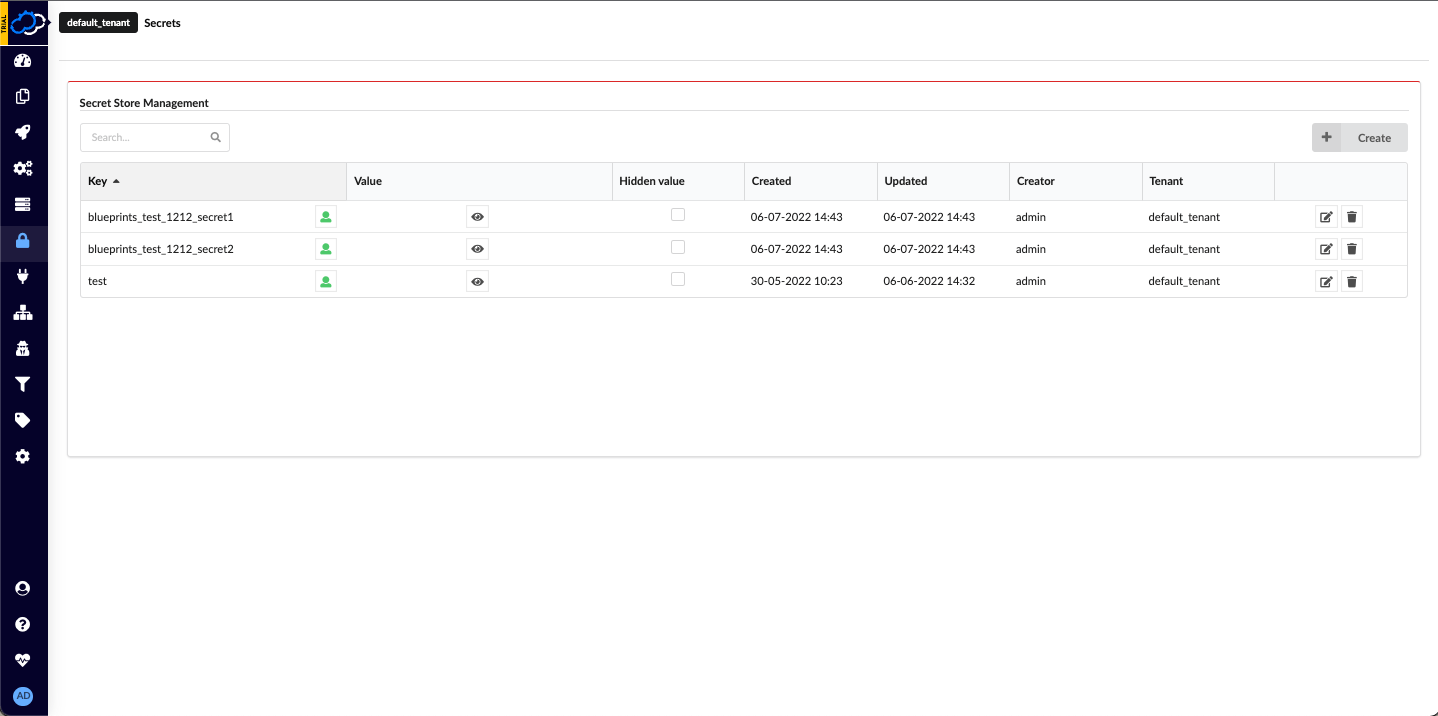 TRIAL
default_tenant Secrets
Secret Store Management
Search...
Create
Key Value Hidden value Created Updated Creator Tenant
blueprints_test_1212_secret1 06-07-2022 14:43 06-07-2022 14:43 admin default_tenant
blueprints_test_1212_secret2 06-07-2022 14:43 06-07-2022 14:43 admin default_tenant
test 30-05-2022 10:23 06-06-2022 14:32 admin default_tenant
AD